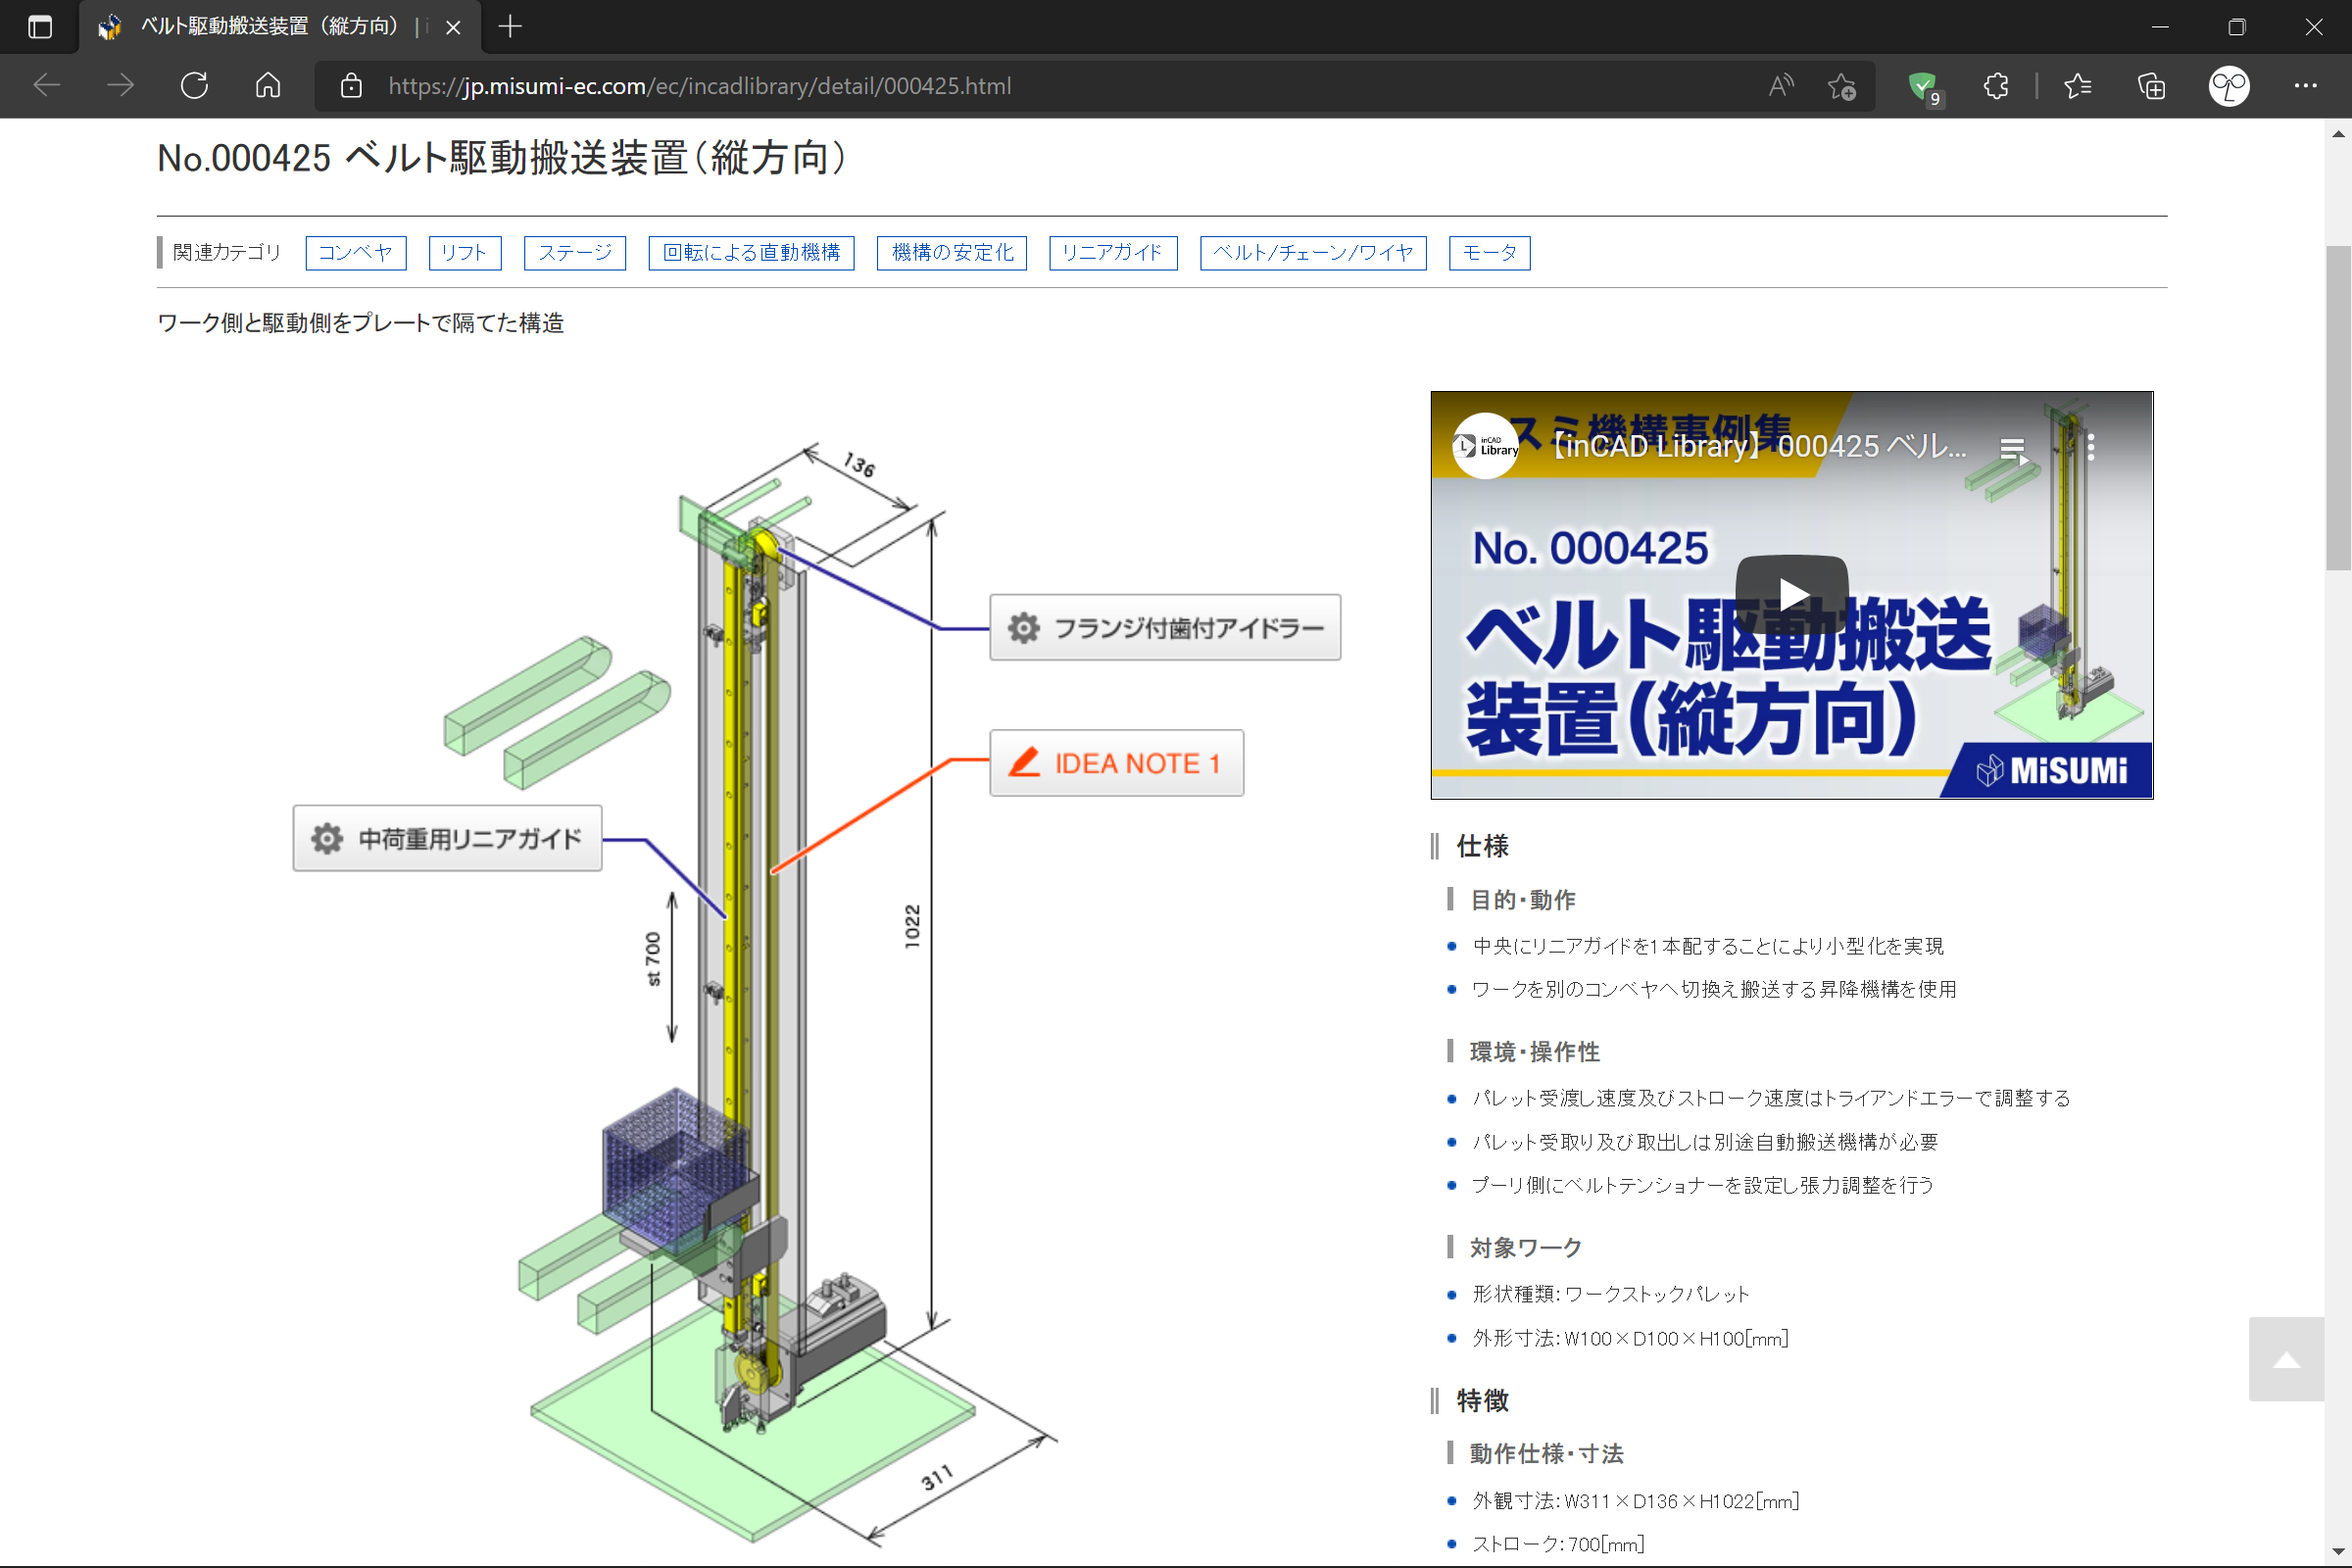 ベルト駆動搬送装置（縦方向） | i
https://jp.misumi-ec.com/ec/incadlibrary/detail/000425.html
9
No.000425 ベルト駆動搬送装置（縦方向）
関連カテゴリ
コンベヤ
リフト
ステージ
回転による直動機構
機構の安定化
リニアガイド
ベルト/チェーン/ワイヤ
モータ
ワーク側と駆動側をプレートで隔てた構造
136
フランジ付歯付アイドラー
IDEA NOTE 1
中荷重用リニアガイド
st 700
1022
311
スミ機構事例集
inCAD
Library
【inCAD Library】000425 ベル...
No. 000425
ベルト駆動搬送
装置（縦方向）
MiSUMi
仕様
目的・動作
中央にリニアガイドを1本配することにより小型化を実現
ワークを別のコンベヤへ切換え搬送する昇降機構を使用
環境・操作性
パレット受渡し速度及びストローク速度はトライアンドエラーで調整する
パレット受取り及び取出しは別途自動搬送機構が必要
プーリ側にベルトテンショナーを設定し張力調整を行う
対象ワーク
形状種類：ワークストックパレット
外形寸法：W100×D100×H100[mm]
特徴
動作仕様・寸法
外観寸法：W311×D136×H1022[mm]
ストローク：700[mm]